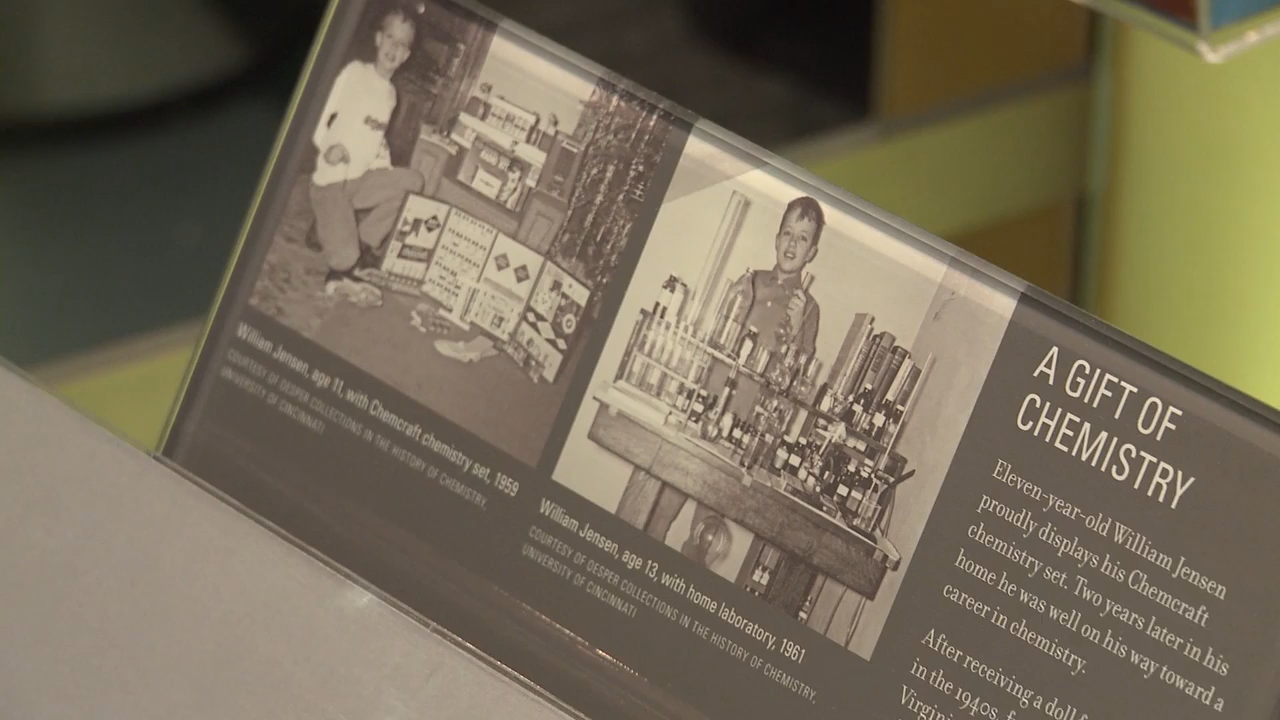 William Jensen, age 11, with Chemcraft chemistry set, 1959
COURTESY OF OESPER COLLECTIONS IN THE HISTORY OF CHEMISTRY,
UNIVERSITY OF CINCINNATI
William Jensen, age 13, with home laboratory, 1961
COURTESY OF OESPER COLLECTIONS IN THE HISTORY OF CHEMISTRY,
UNIVERSITY OF CINCINNATI
A GIFT OF
CHEMISTRY
Eleven-year-old William Jensen
proudly displays his Chemcraft
chemistry set. Two years later in his
home he was well on his way toward a
career in chemistry.
After receiving a doll
in the 1940s,